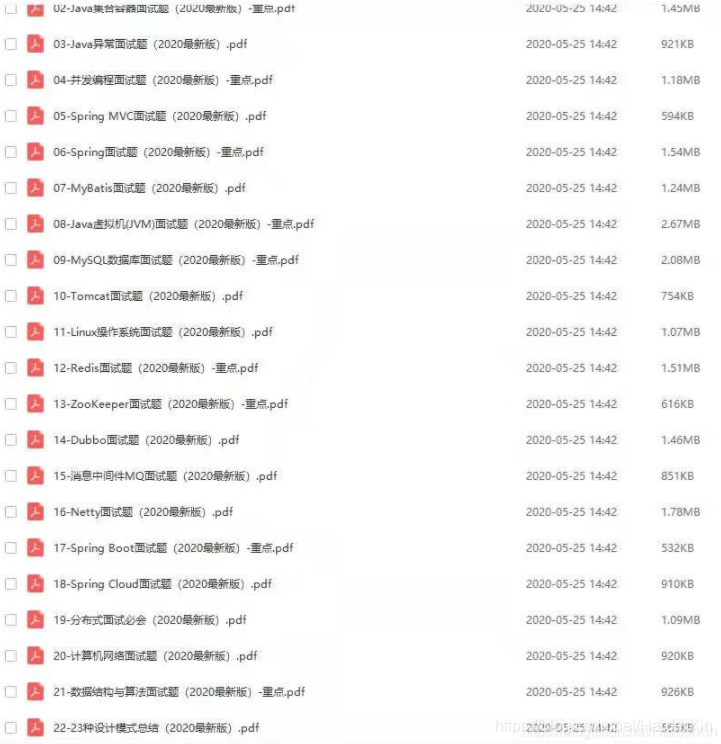 02-Java集合容器面试题（2020最新版）-重点.pdf 2020-05-25 14:42 1.45MB
03-Java异常面试题（2020最新版）.pdf 2020-05-25 14:42 921KB
04-并发编程面试题（2020最新版）-重点.pdf 2020-05-25 14:42 1.18MB
05-Spring MVC面试题（2020最新版）.pdf 2020-05-25 14:42 594KB
06-Spring面试题（2020最新版）-重点.pdf 2020-05-25 14:42 1.54MB
07-MyBatis面试题（2020最新版）.pdf 2020-05-25 14:42 1.24MB
08-Java虚拟机(JVM)面试题（2020最新版）-重点.pdf 2020-05-25 14:42 2.67MB
09-MySQL数据库面试题（2020最新版）-重点.pdf 2020-05-25 14:42 2.08MB
10-Tomcat面试题（2020最新版）.pdf 2020-05-25 14:42 754KB
11-Linux操作系统面试题（2020最新版）.pdf 2020-05-25 14:42 1.07MB
12-Redis面试题（2020最新版）-重点.pdf 2020-05-25 14:42 1.51MB
13-ZooKeeper面试题（2020最新版）-重点.pdf 2020-05-25 14:42 616KB
14-Dubbo面试题（2020最新版）.pdf 2020-05-25 14:42 1.46MB
15-消息中间件MQ面试题（2020最新版）.pdf 2020-05-25 14:42 851KB
16-Netty面试题（2020最新版）.pdf 2020-05-25 14:42 1.78MB
17-Spring Boot面试题（2020最新版）-重点.pdf 2020-05-25 14:42 532KB
18-Spring Cloud面试题（2020最新版）.pdf 2020-05-25 14:42 910KB
19-分布式面试必会（2020最新版）.pdf 2020-05-25 14:42 1.09MB
20-计算机网络面试题（2020最新版）.pdf 2020-05-25 14:42 920KB
21-数据结构与算法面试题（2020最新版）-重点.pdf 2020-05-25 14:42 926KB
22-23种设计模式总结（2020最新版）.pdf 2020-05-25 14:42 565KB